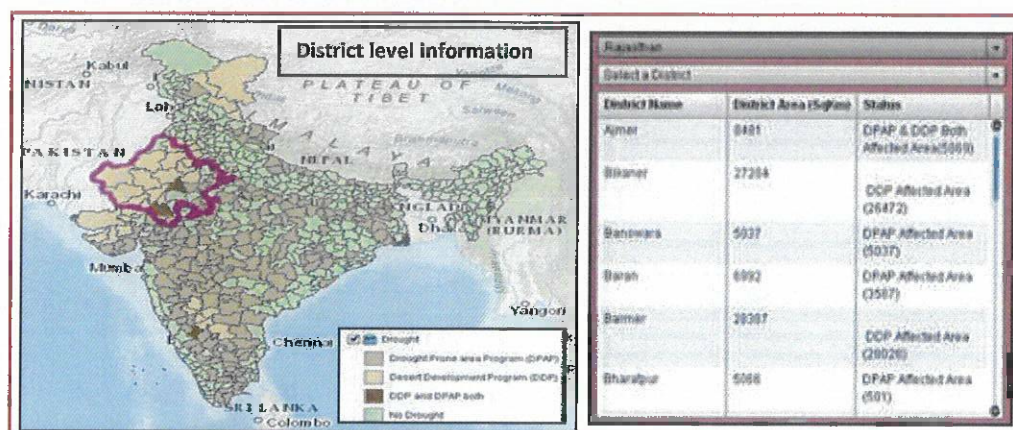 District level information
Kabul
PLATEAU OF
TIBET
NISTAN
Laho
NEPAL
PAKISTAN
Karachi
NGLAD
Dha
MYANMAR
(BURMA)
Mumba
Yangon
Chennai
SRI LANKA
Colombo
Drought
Drought Prone area Program (DPAP)
Desert Development Program (DDP)
DDP and DPAP both
No Drought
Rajasthan
Select a District
District Name District Area (SqKm) Status
Ajmer 8481 DPAP & DDP Both
Affected Area
Bikaner
DDP Affected Area
(26472)
Banswara 5037 DPAP Affected Area
(5037)
Baran 6992 DPAP Affected Area
(3587)
Barmer 28387
DDP Affected Area
Bharatpur 5066 DPAP Affected Area
(501)